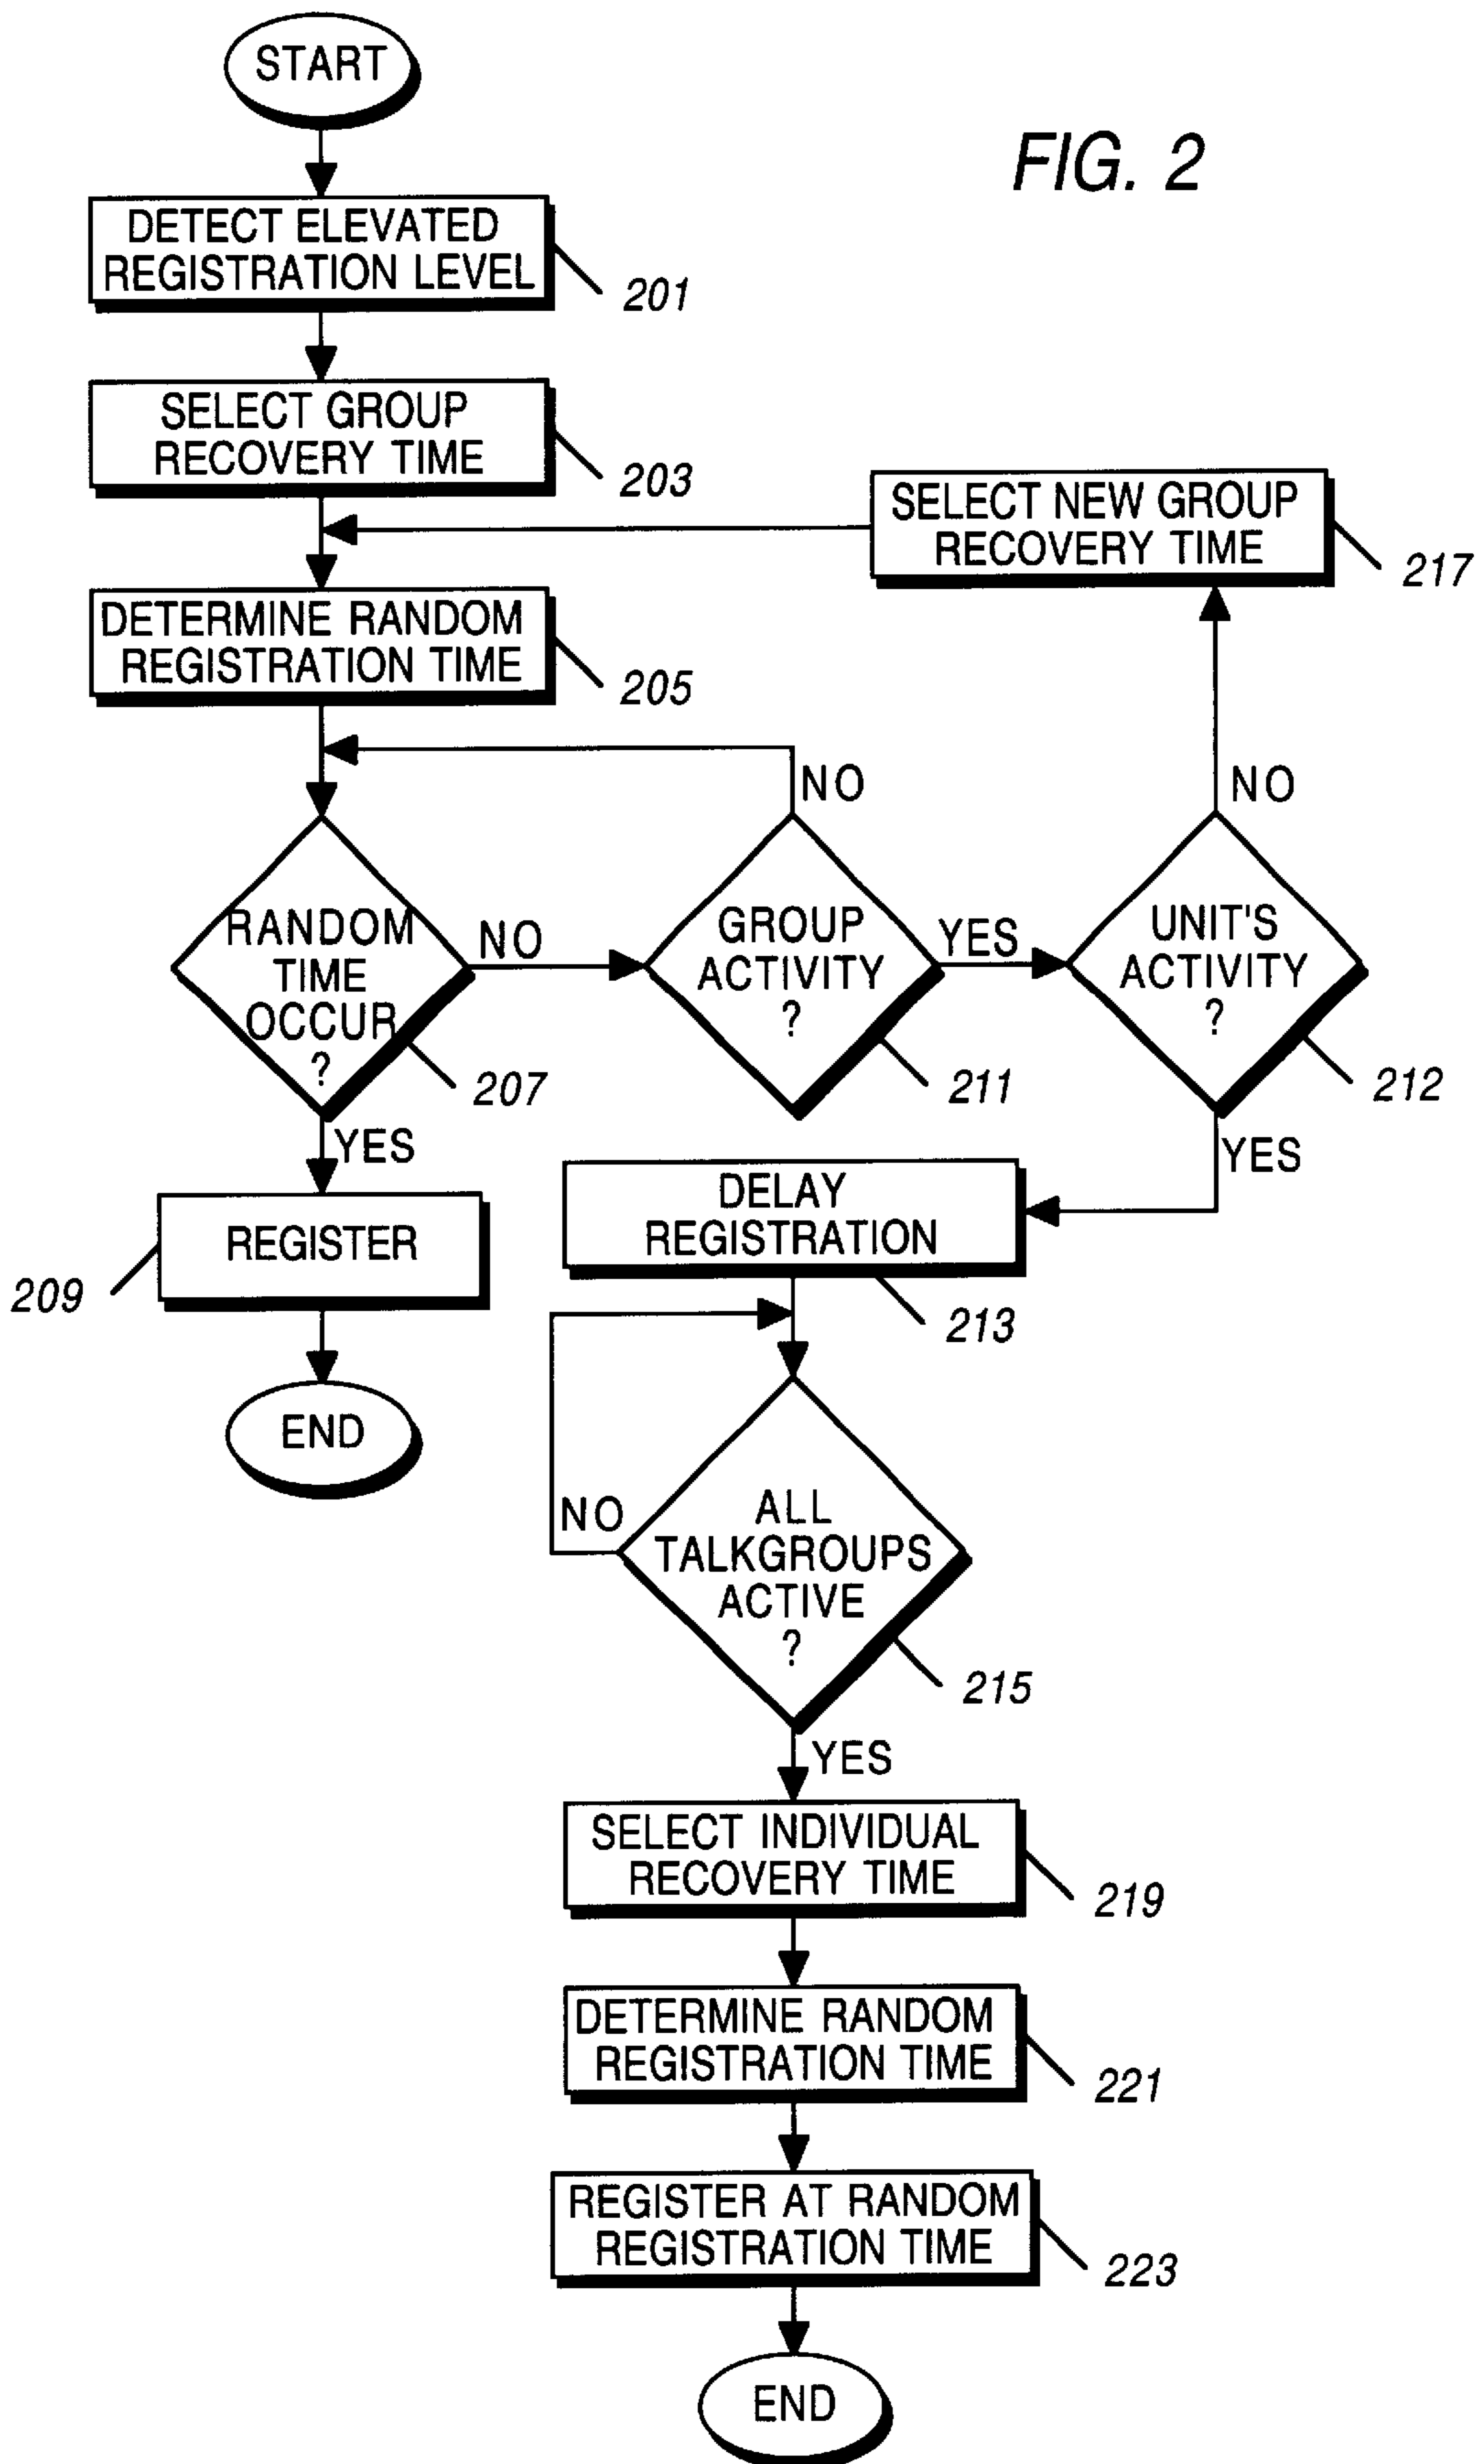 START
FIG. 2
DETECT ELEVATED
REGISTRATION LEVEL
201
SELECT GROUP
RECOVERY TIME
203
SELECT NEW GROUP
RECOVERY TIME
217
DETERMINE RANDOM
REGISTRATION TIME
205
NO
NO
RANDOM
TIME
OCCUR
?
207
NO
GROUP
ACTIVITY
?
211
YES
UNIT'S
ACTIVITY
?
212
YES
YES
REGISTER
209
DELAY
REGISTRATION
213
END
NO
ALL
TALKGROUPS
ACTIVE
?
215
YES
SELECT INDIVIDUAL
RECOVERY TIME
219
DETERMINE RANDOM
REGISTRATION TIME
221
REGISTER AT RANDOM
REGISTRATION TIME
223
END